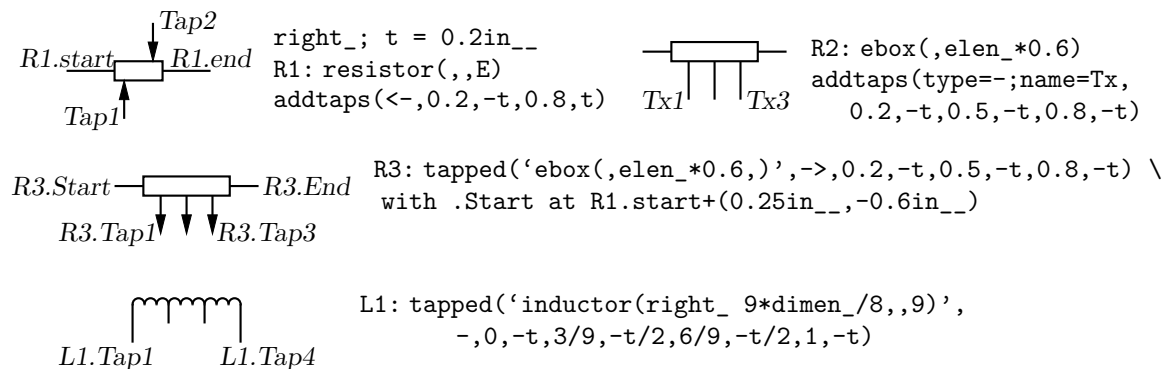 Tap2
R1.start R1.end
Tap1
right_; t = 0.2in__
R1: resistor(,,E)
addtaps(<-,0.2,-t,0.8,t)
Tx1 Tx3
R2: ebox(,elen_*0.6)
addtaps(type=-;name=Tx,
0.2,-t,0.5,-t,0.8,-t)
R3.Start R3.End
R3.Tap1 R3.Tap3
R3: tapped(‘ebox(,elen_*0.6,)’,->,0.2,-t,0.5,-t,0.8,-t) \
with .Start at R1.start+(0.25in__,-0.6in__)
L1.Tap1 L1.Tap4
L1: tapped(‘inductor(right_ 9*dimen_/8,,9)’,
-,0,-t,3/9,-t/2,6/9,-t/2,1,-t)